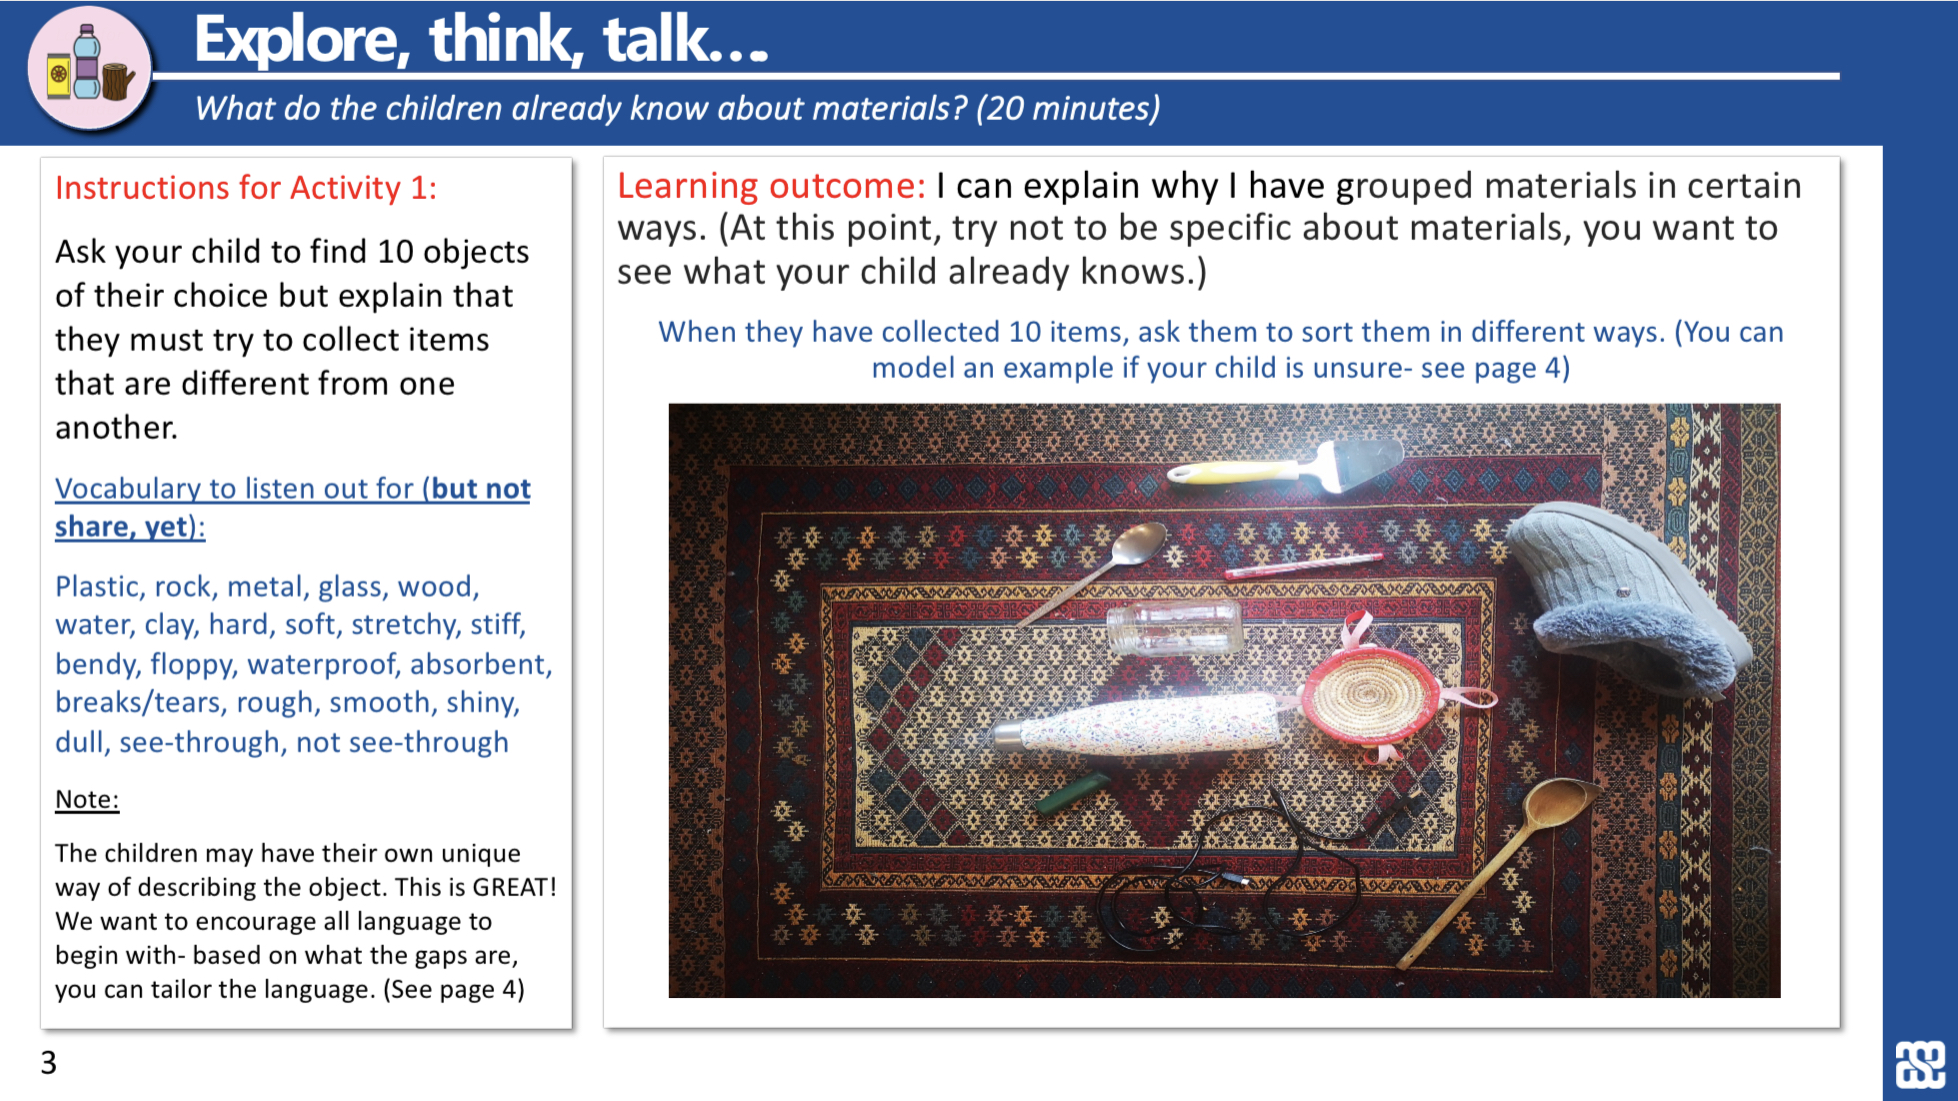 Explore, think, talk...
What do the children already know about materials? (20 minutes)
Instructions for Activity 1:
Ask your child to find 10 objects
of their choice but explain that
they must try to collect items
that are different from one
another.
Vocabulary to listen out for (but not
share, yet):
Plastic, rock, metal, glass, wood,
water, clay, hard, soft, stretchy, stiff,
bendy, floppy, waterproof, absorbent,
breaks/tears, rough, smooth, shiny,
dull, see-through, not see-through
Note:
The children may have their own unique
way of describing the object. This is GREAT!
We want to encourage all language to
begin with- based on what the gaps are,
you can tailor the language. (See page 4)
Learning outcome: I can explain why I have grouped materials in certain
ways. (At this point, try not to be specific about materials, you want to
see what your child already knows.)
When they have collected 10 items, ask them to sort them in different ways. (You can
model an example if your child is unsure- see page 4)
3
ase